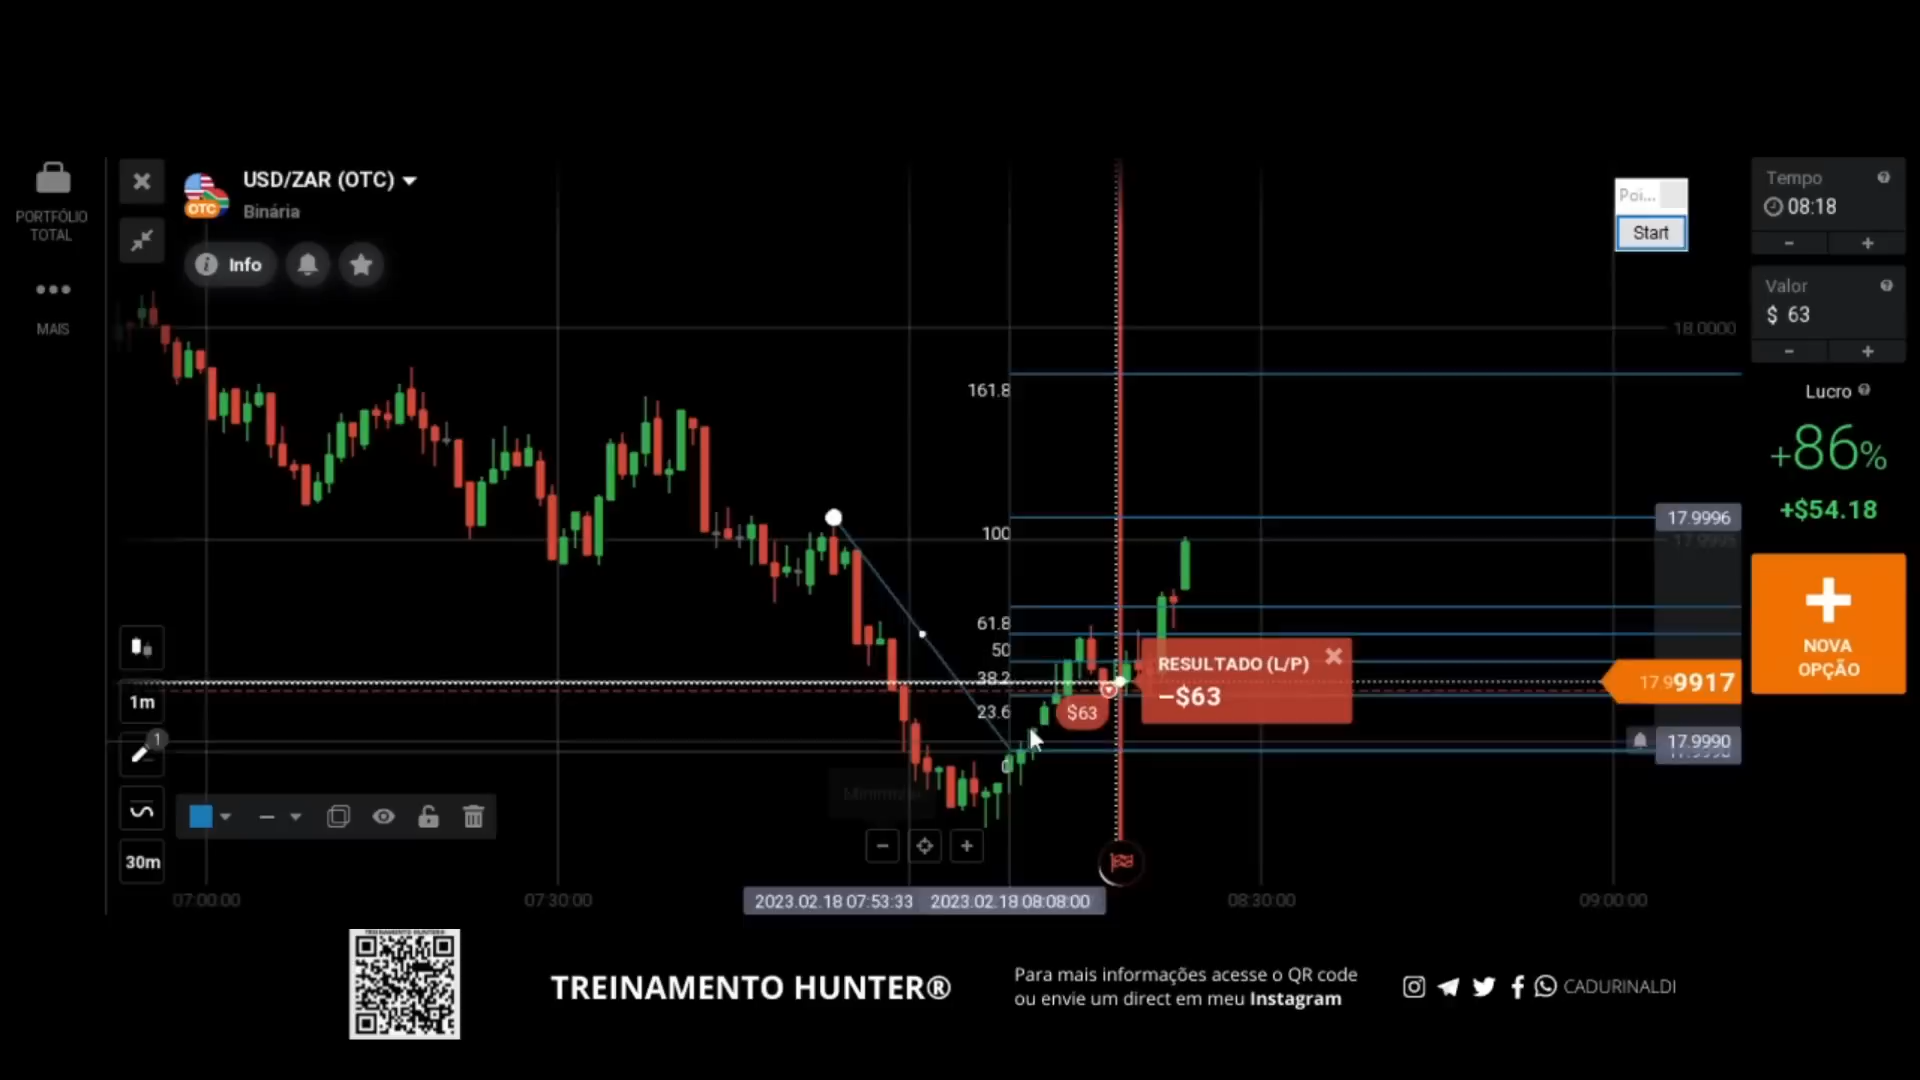 PORTFÓLIO
TOTAL
MAIS
USD/ZAR (OTC)
OTC
Binária
Info
Start
Tempo
08:18
Valor
$ 63
Lucro
+86%
+$54.18
NOVA
OPÇÃO
18.0000
161.8
100
61.8
50
38.2
23.6
0
17.9996
17.9917
17.9990
RESULTADO (L/P)
–$63
$63
1m
1
30m
07:00:00
07:30:00
2023.02.18 07:53:33
2023.02.18 08:08:00
08:30:00
09:00:00
TREINAMENTO HUNTER®
Para mais informações acesse o QR code
ou envie um direct em meu Instagram
CADURINALDI